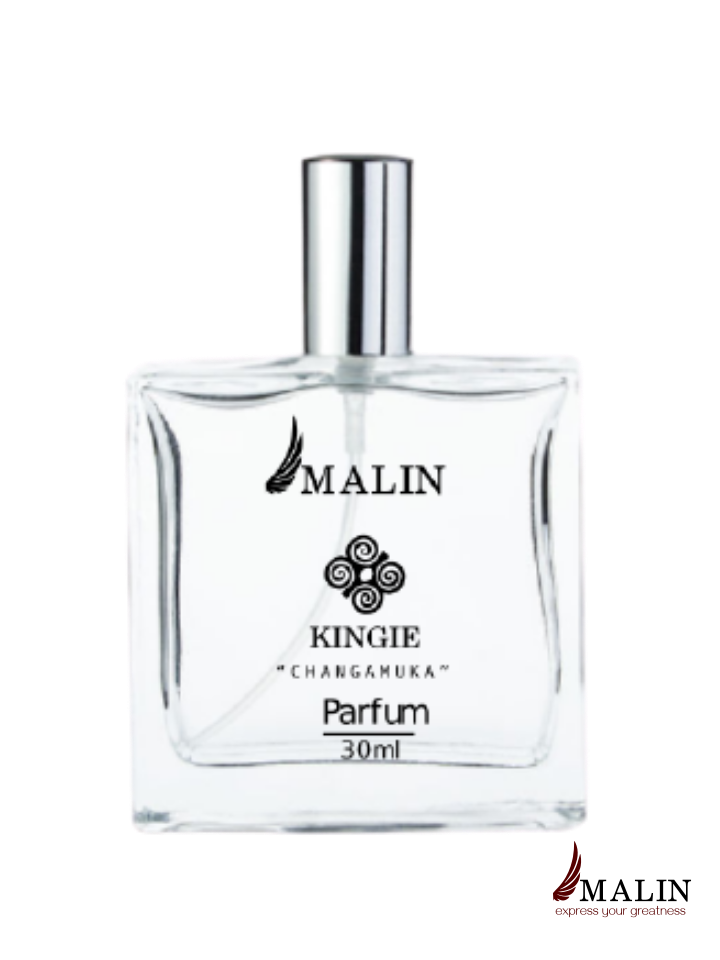 MALIN
KINGIE
“CHANGAMUKA”
Parfum
30ml
MALIN
express your greatness